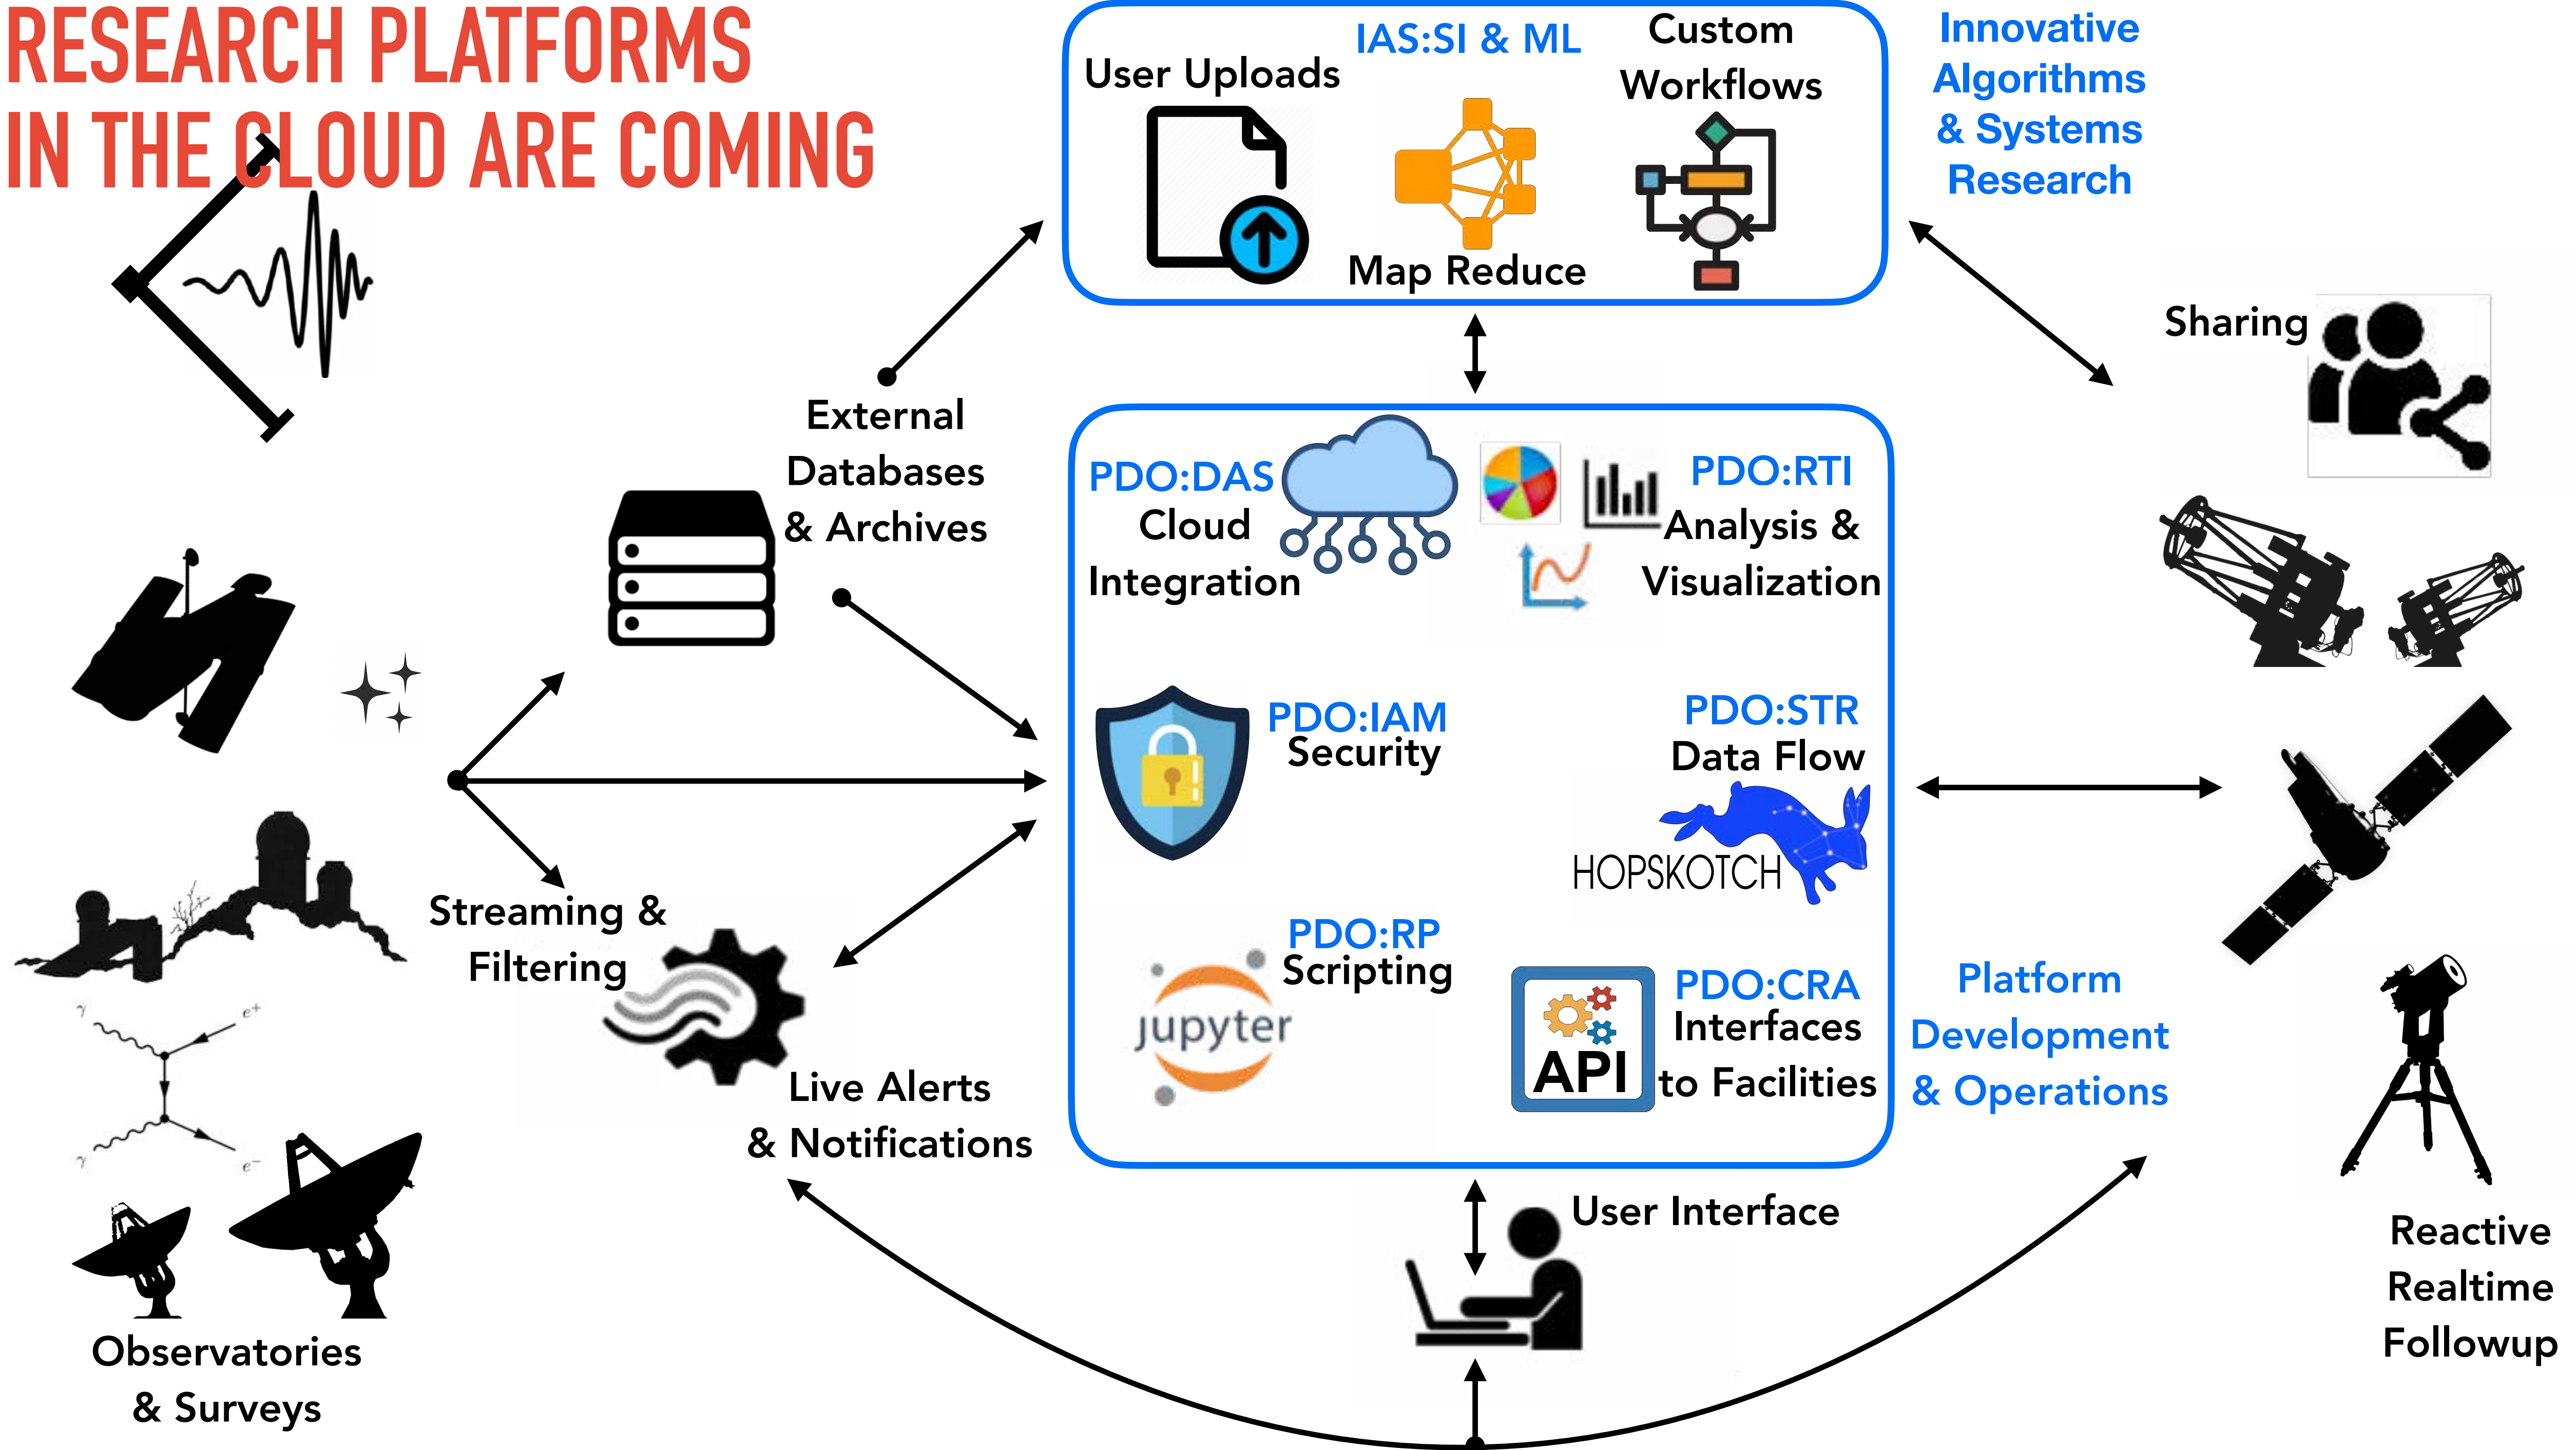 RESEARCH PLATFORMS
IN THE CLOUD ARE COMING
User Uploads
IAS:SI & ML
Map Reduce
Custom
Workflows
Innovative
Algorithms
& Systems
Research
Sharing
External
Databases
& Archives
PDO:DAS
Cloud
Integration
PDO:RTI
Analysis &
Visualization
PDO:IAM
Security
PDO:STR
Data Flow
HOPSKOTCH
PDO:RP
Scripting
jupyter
API
PDO:CRA
Interfaces
to Facilities
Platform
Development
& Operations
Streaming &
Filtering
Live Alerts
& Notifications
γ
e+
γ
e−
Observatories
& Surveys
User Interface
Reactive
Realtime
Followup